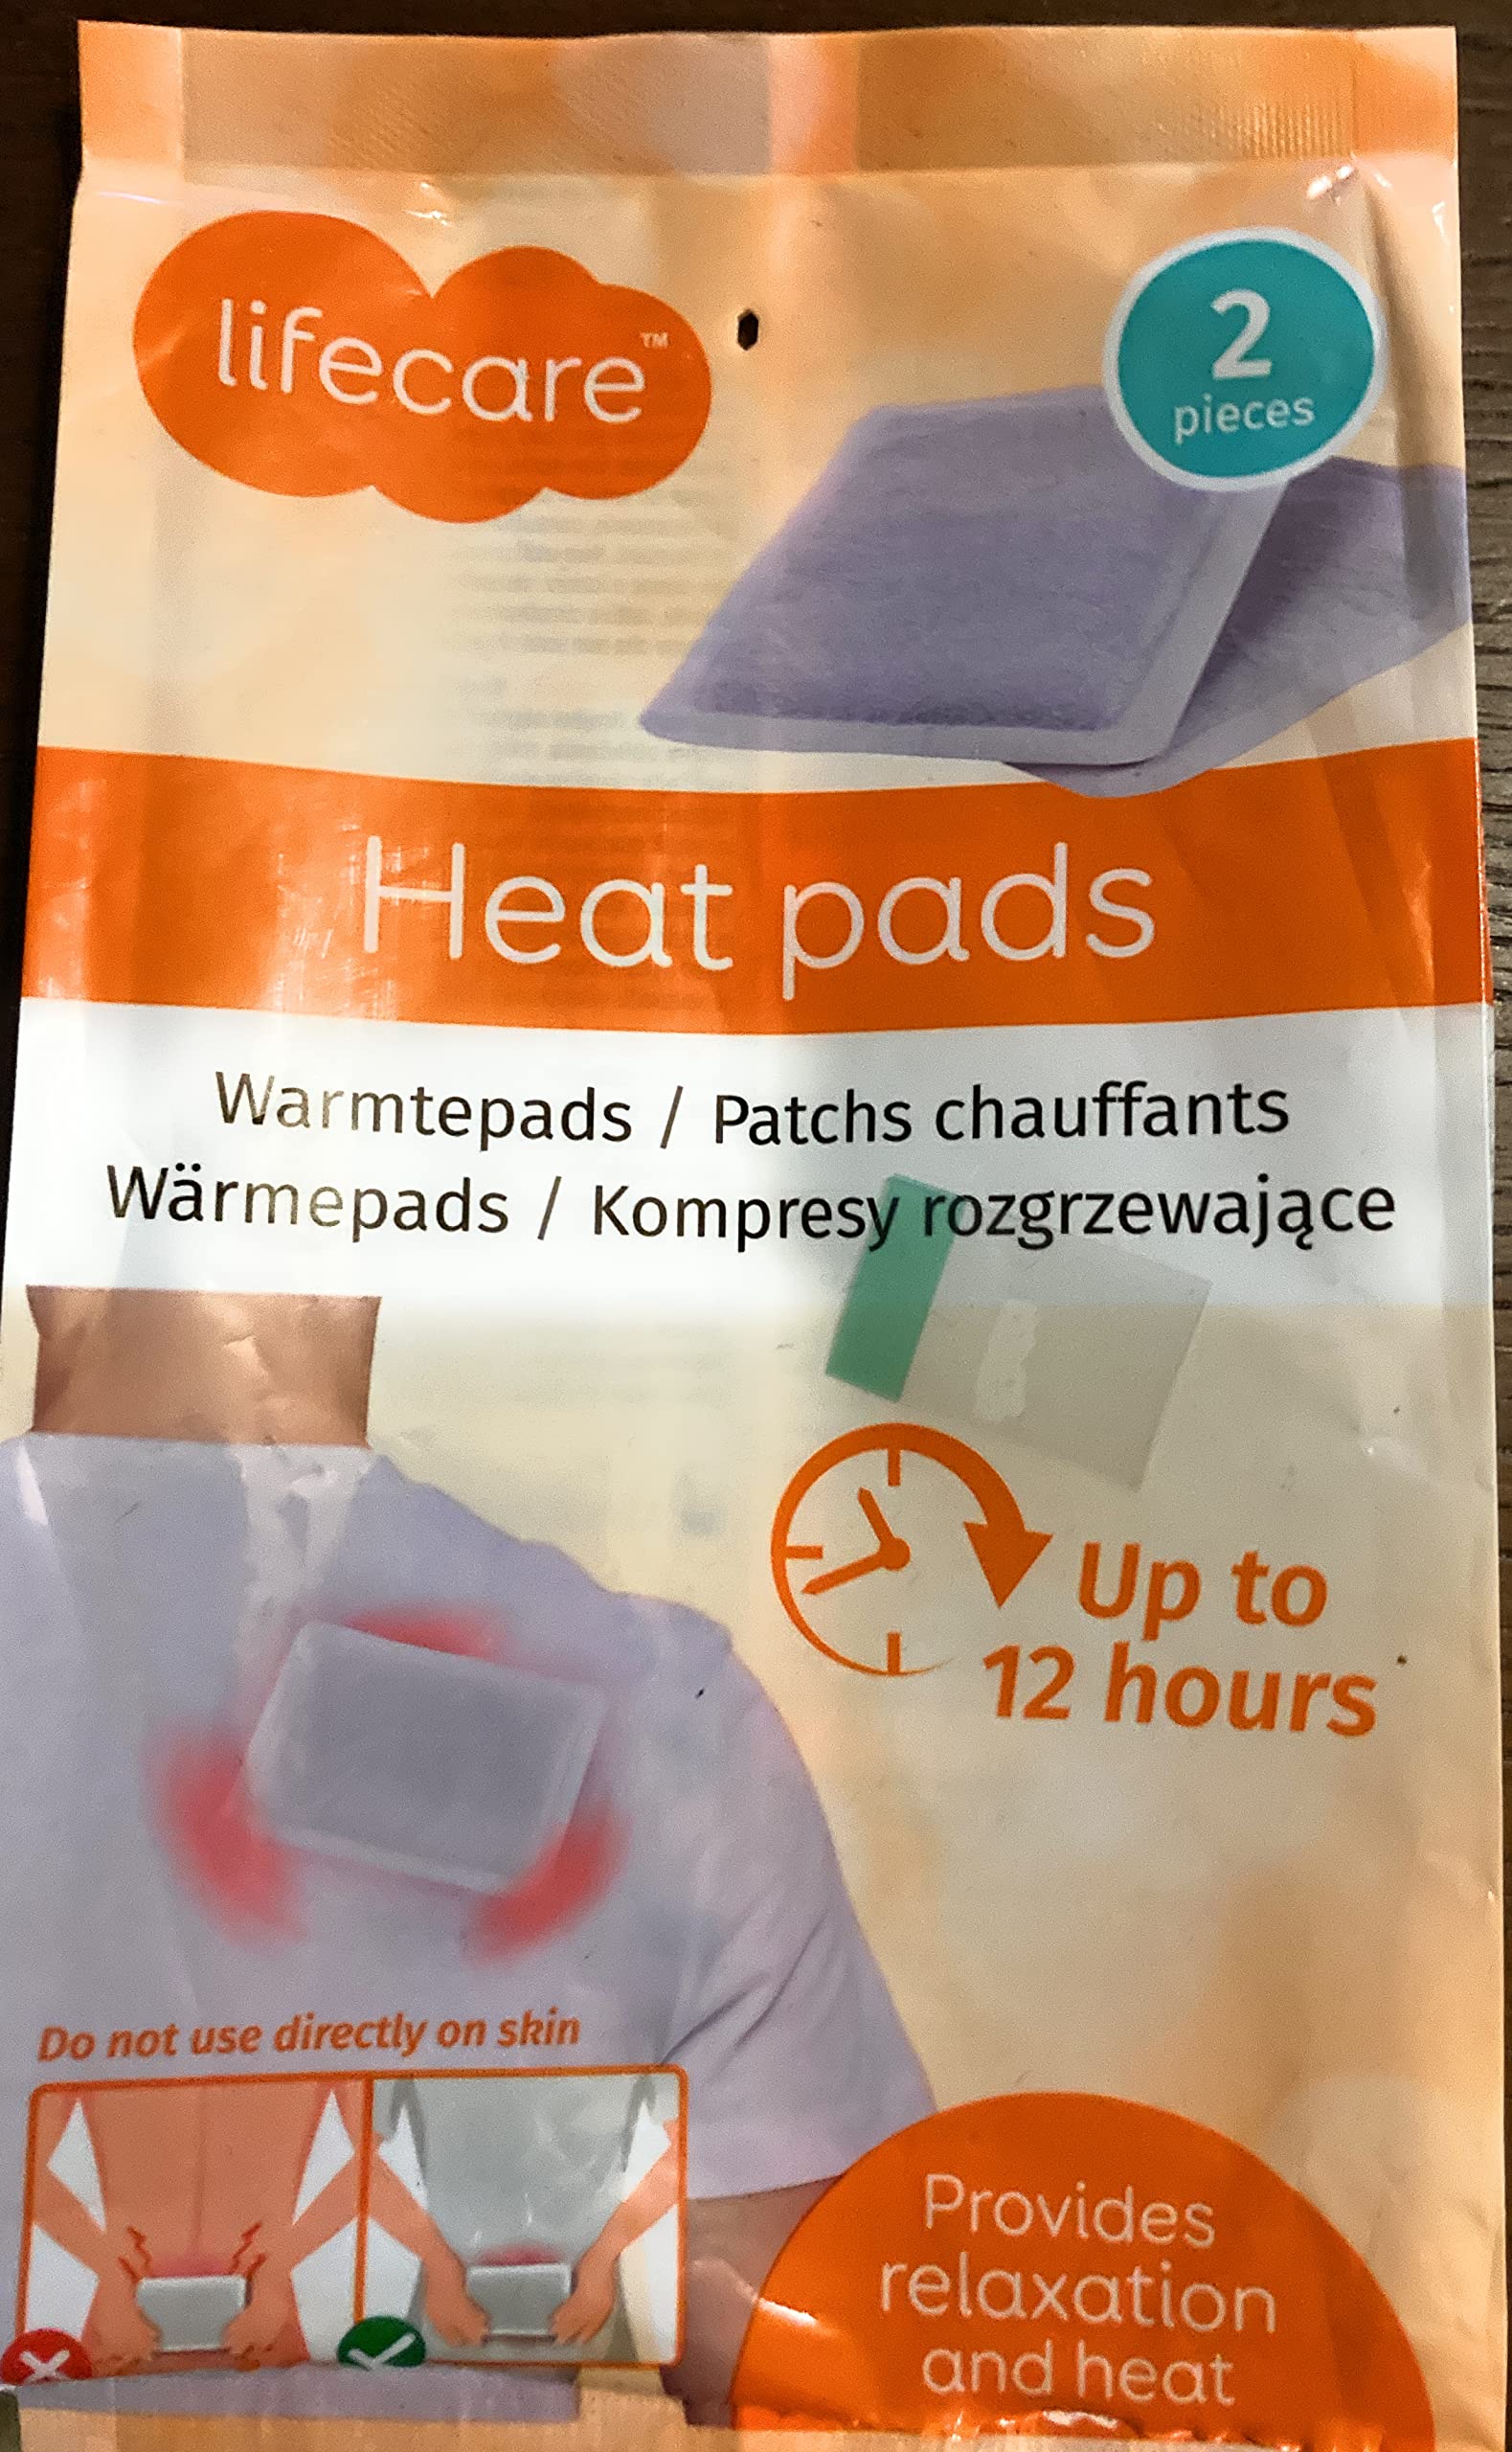 lifecare™
2
pieces
Heat pads
Warmtepads / Patchs chauffants
Wärmepads / Kompresy rozgrzewające
Up to
12 hours
Do not use directly on skin
Provides
relaxation
and heat